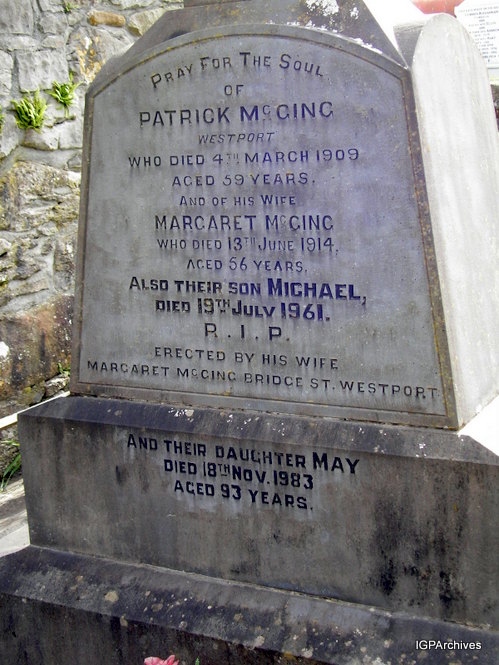 PRAY FOR THE SOUL
OF
PATRICK McGING
WESTPORT
WHO DIED 4TH MARCH 1909
AGED 59 YEARS.
AND OF HIS WIFE
MARGARET McGING
WHO DIED 13TH JUNE 1914,
AGED 56 YEARS.
ALSO THEIR SON MICHAEL,
DIED 19TH JULY 1961.
R.I.P.
ERECTED BY HIS WIFE
MARGARET McGING BRIDGE ST. WESTPORT
AND THEIR DAUGHTER MAY
DIED 18TH NOV. 1983
AGED 93 YEARS.
IGPArchives